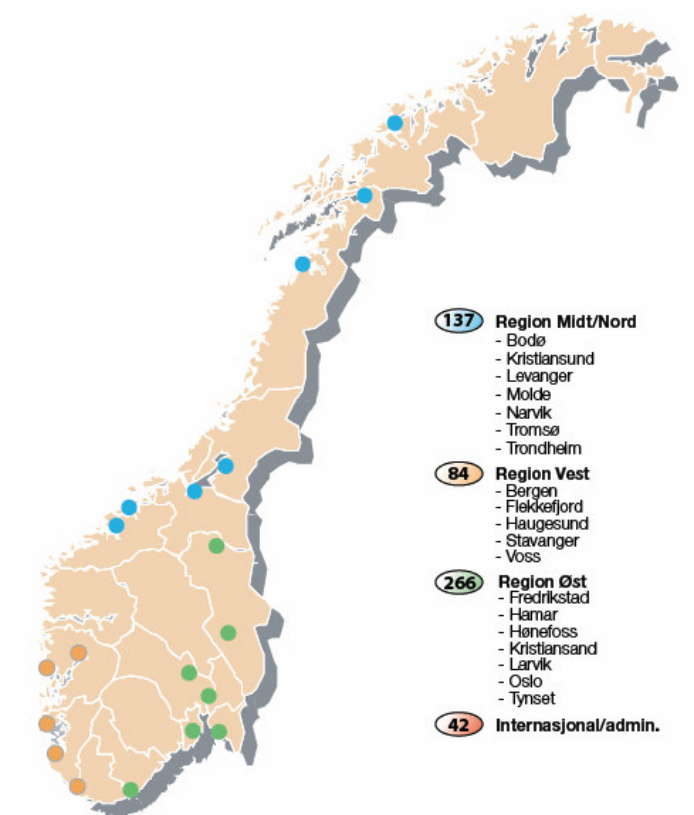 137 Region Midt/Nord
- Bodø
- Kristiansund
- Levanger
- Molde
- Narvik
- Tromsø
- Trondheim
84 Region Vest
- Bergen
- Flekkefjord
- Haugesund
- Stavanger
- Voss
266 Region Øst
- Fredrikstad
- Hamar
- Hønefoss
- Kristiansand
- Larvik
- Oslo
- Tynset
42 Internasjonal/admin.